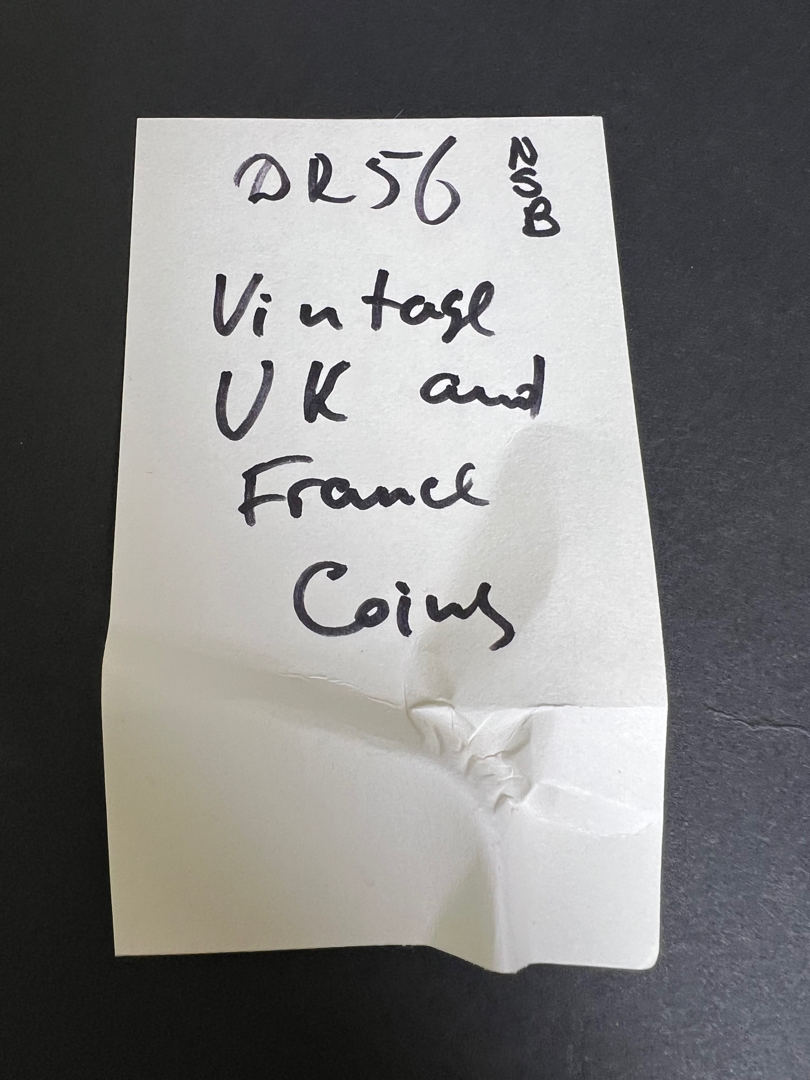 DR56
NSB
Vintage
UK and
France
Coins